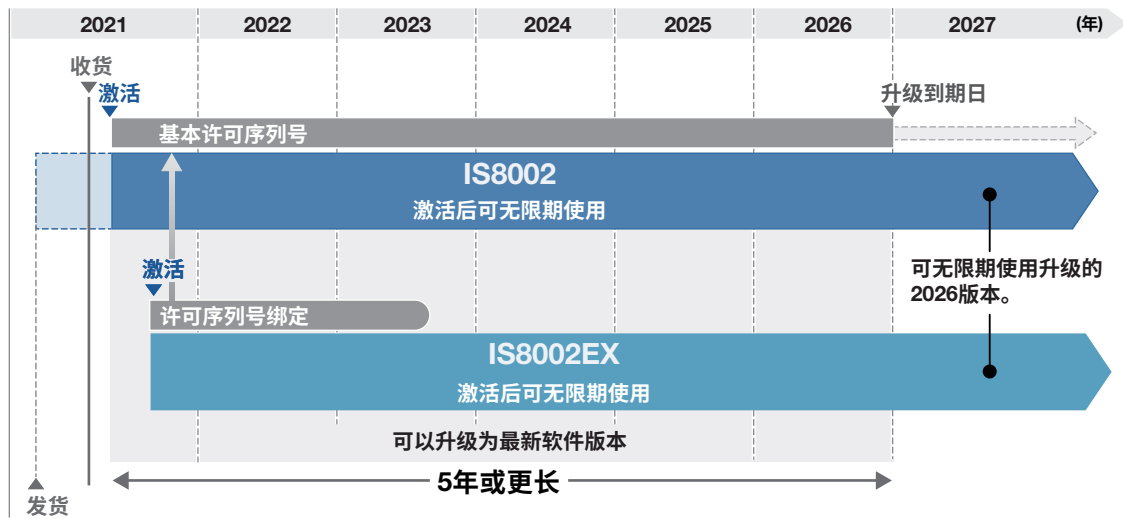 2021 2022 2023 2024 2025 2026 2027 (年)
收货
激活
升级到期日
基本许可序列号
IS8002
激活后可无限期使用
激活
可无限期使用升级的
2026版本。
许可序列号绑定
IS8002EX
激活后可无限期使用
可以升级为最新软件版本
5年或更长
发货